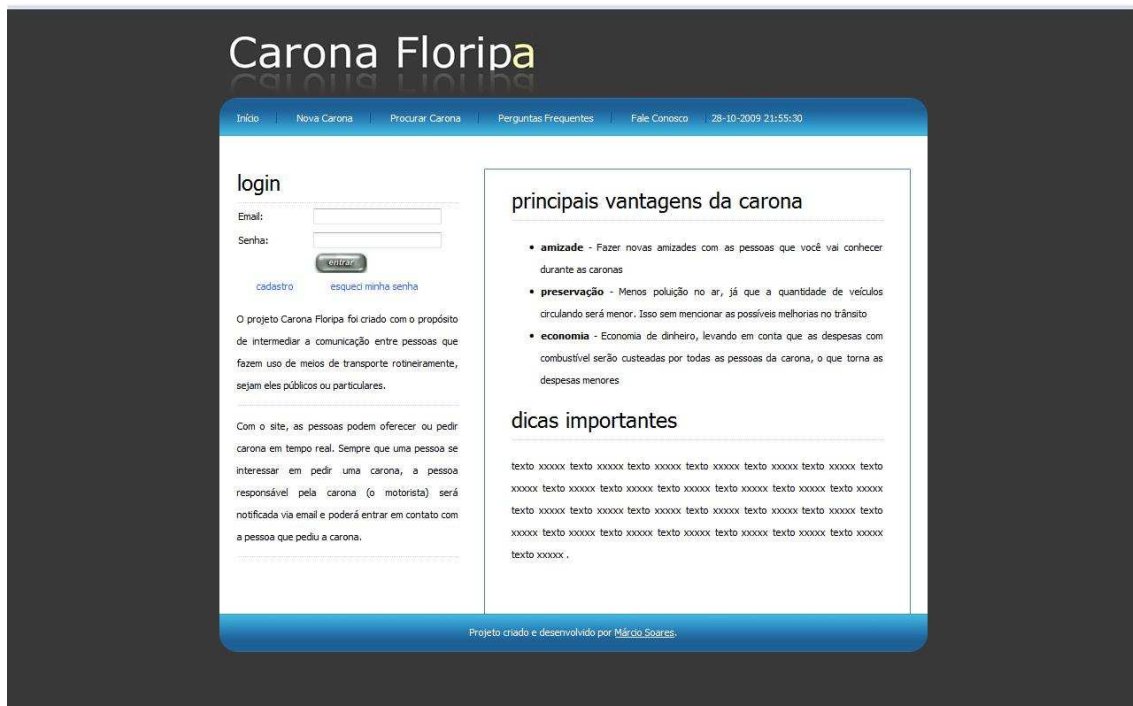 Carona Floripa
Início Nova Carona Procurar Carona Perguntas Frequentes Fale Conosco 28-10-2009 21:55:30
login
Email:
Senha:
entrar
cadastro esqueci minha senha
O projeto Carona Floripa foi criado com o propósito
de intermediar a comunicação entre pessoas que
fazem uso de meios de transporte rotineiramente,
sejam eles públicos ou particulares.
Com o site, as pessoas podem oferecer ou pedir
carona em tempo real. Sempre que uma pessoa se
interessar em pedir uma carona, a pessoa
responsável pela carona (o motorista) será
notificada via email e poderá entrar em contato com
a pessoa que pediu a carona.
principais vantagens da carona
• amizade - Fazer novas amizades com as pessoas que você vai conhecer
durante as caronas
• preservação - Menos poluição no ar, já que a quantidade de veículos
circulando será menor. Isso sem mencionar as possíveis melhorias no trânsito
• economia - Economia de dinheiro, levando em conta que as despesas com
combustível serão custeadas por todas as pessoas da carona, o que torna as
despesas menores
dicas importantes
texto xxxxx texto xxxxx texto xxxxx texto xxxxx texto xxxxx texto xxxxx texto
xxxxx texto xxxxx texto xxxxx texto xxxxx texto xxxxx texto xxxxx texto xxxxx
texto xxxxx texto xxxxx texto xxxxx texto xxxxx texto xxxxx texto xxxxx texto
xxxxx texto xxxxx texto xxxxx texto xxxxx texto xxxxx texto xxxxx texto xxxxx
texto xxxxx .
Projeto criado e desenvolvido por Márcio Soares.